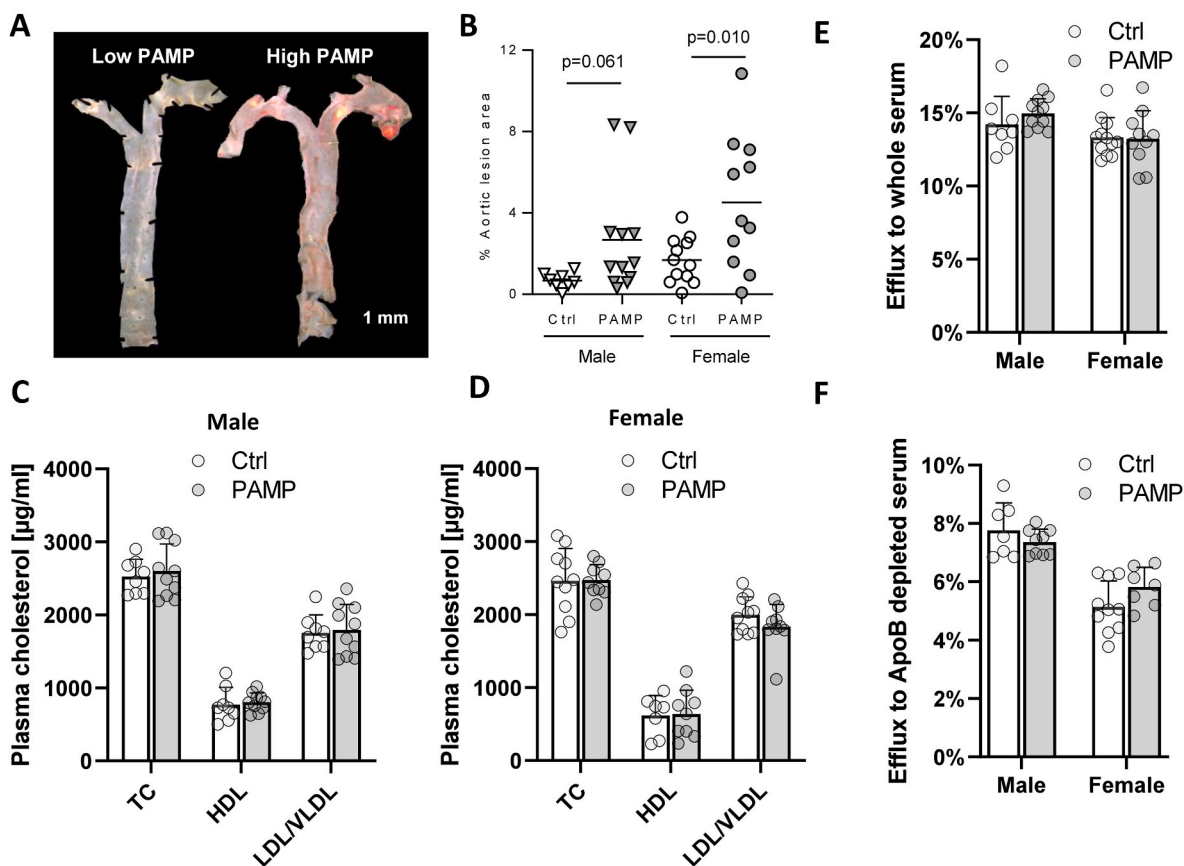 A
Low PAMP
High PAMP
1 mm
B
% Aortic lesion area
12
8
4
0
p=0.061
p=0.010
Ctrl
PAMP
Ctrl
PAMP
Male
Female
E
Efflux to whole serum
20%
15%
10%
5%
0%
Ctrl
PAMP
Male
Female
C
Male
Ctrl
PAMP
Plasma cholesterol [µg/ml]
4000
3000
2000
1000
0
TC
HDL
LDL/VLDL
D
Female
Ctrl
PAMP
Plasma cholesterol [µg/ml]
4000
3000
2000
1000
0
TC
HDL
LDL/VLDL
F
Efflux to ApoB depleted serum
10%
8%
6%
4%
2%
0%
Ctrl
PAMP
Male
Female